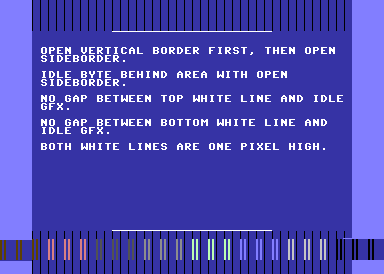 OPEN VERTICAL BORDER FIRST, THEN OPEN
SIDEBORDER.
IDLE BYTE BEHIND AREA WITH OPEN
SIDEBORDER.
NO GAP BETWEEN TOP WHITE LINE AND IDLE
GFX.
NO GAP BETWEEN BOTTOM WHITE LINE AND
IDLE GFX.
BOTH WHITE LINES ARE ONE PIXEL HIGH.